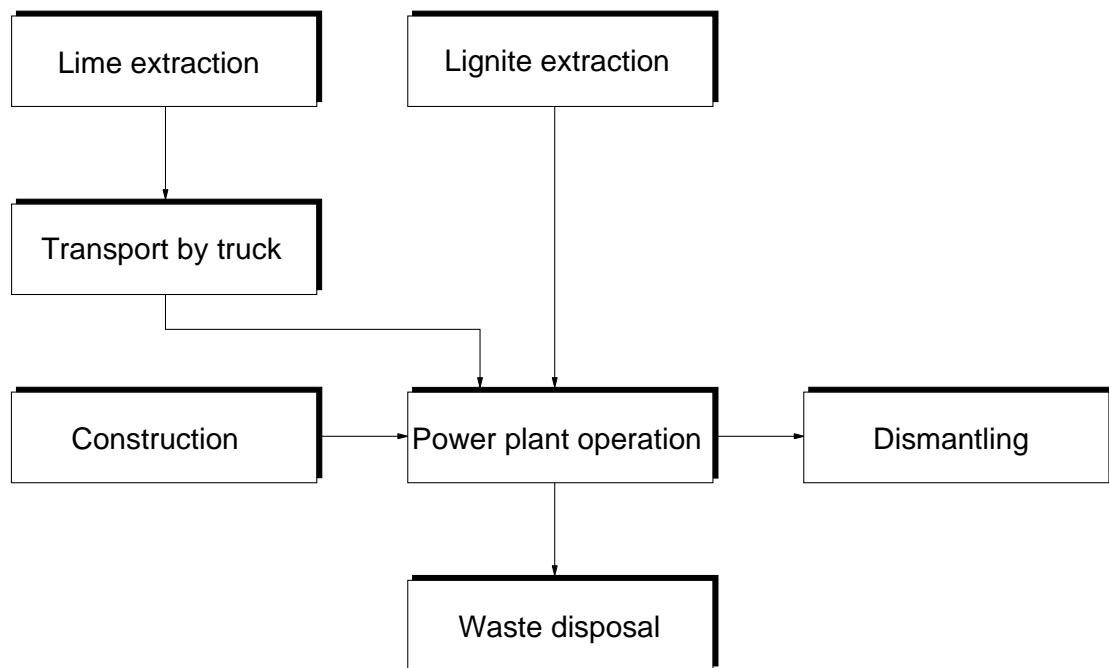 Lime extraction
Lignite extraction
Transport by truck
Construction
Power plant operation
Dismantling
Waste disposal